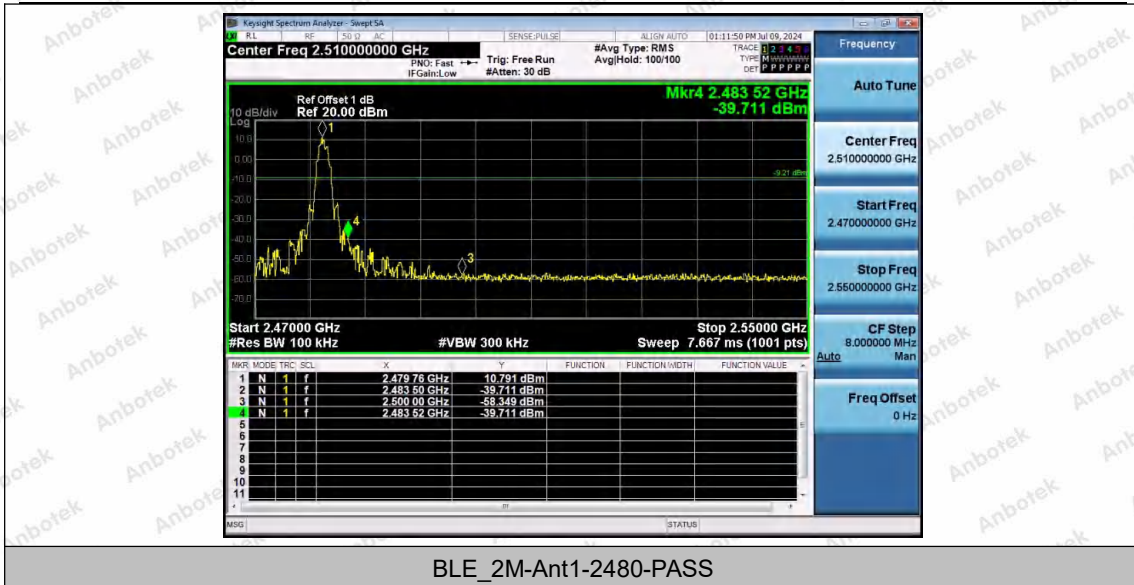 Keysight Spectrum Analyzer - Swept SA
RL RF 50 Ω AC SENSE:PULSE ALIGN AUTO 01:11:50 PM Jul 09, 2024
Center Freq 2.510000000 GHz
PNO: Fast
IFGain:Low
Trig: Free Run
#Atten: 30 dB
#Avg Type: RMS
Avg|Hold: 100/100
TRACE 1 2 3 4 5 6
TYPE M W W W W W
DET P P P P P P
Mkr4 2.483 52 GHz
-39.711 dBm
Ref Offset 1 dB
10 dB/div Ref 20.00 dBm
Log
10.0
0.00
-10.0
-20.0
-30.0
-40.0
-50.0
-60.0
-70.0
1
4
3
-9.21 dBm
Start 2.47000 GHz Stop 2.55000 GHz
#Res BW 100 kHz #VBW 300 kHz Sweep 7.667 ms (1001 pts)
MKR MODE TRC SCL X Y FUNCTION FUNCTION WIDTH FUNCTION VALUE
1 N 1 f 2.479 76 GHz 10.791 dBm
2 N 1 f 2.483 50 GHz -39.711 dBm
3 N 1 f 2.500 00 GHz -58.349 dBm
4 N 1 f 2.483 52 GHz -39.711 dBm
5
6
7
8
9
10
11
MSG STATUS
Frequency
Auto Tune
Center Freq
2.510000000 GHz
Start Freq
2.470000000 GHz
Stop Freq
2.550000000 GHz
CF Step
8.000000 MHz
Auto Man
Freq Offset
0 Hz
BLE_2M-Ant1-2480-PASS